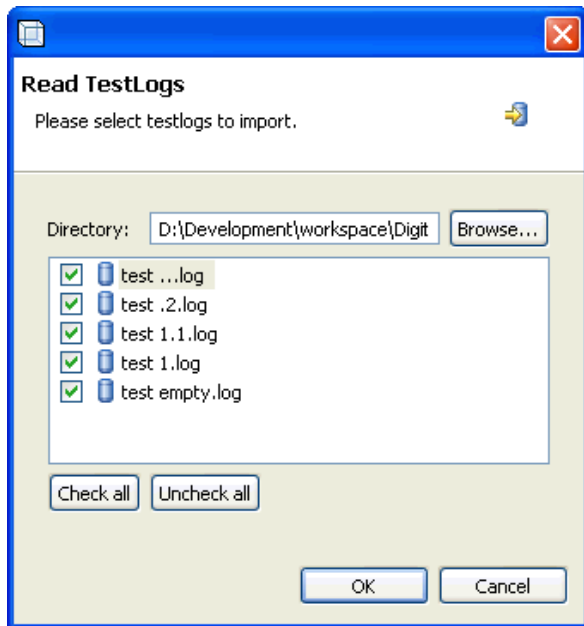 Read TestLogs
Please select testlogs to import.
Directory: D:\Development\workspace\Digit Browse...
test ...log
test .2.log
test 1.1.log
test 1.log
test empty.log
Check all Uncheck all
OK Cancel